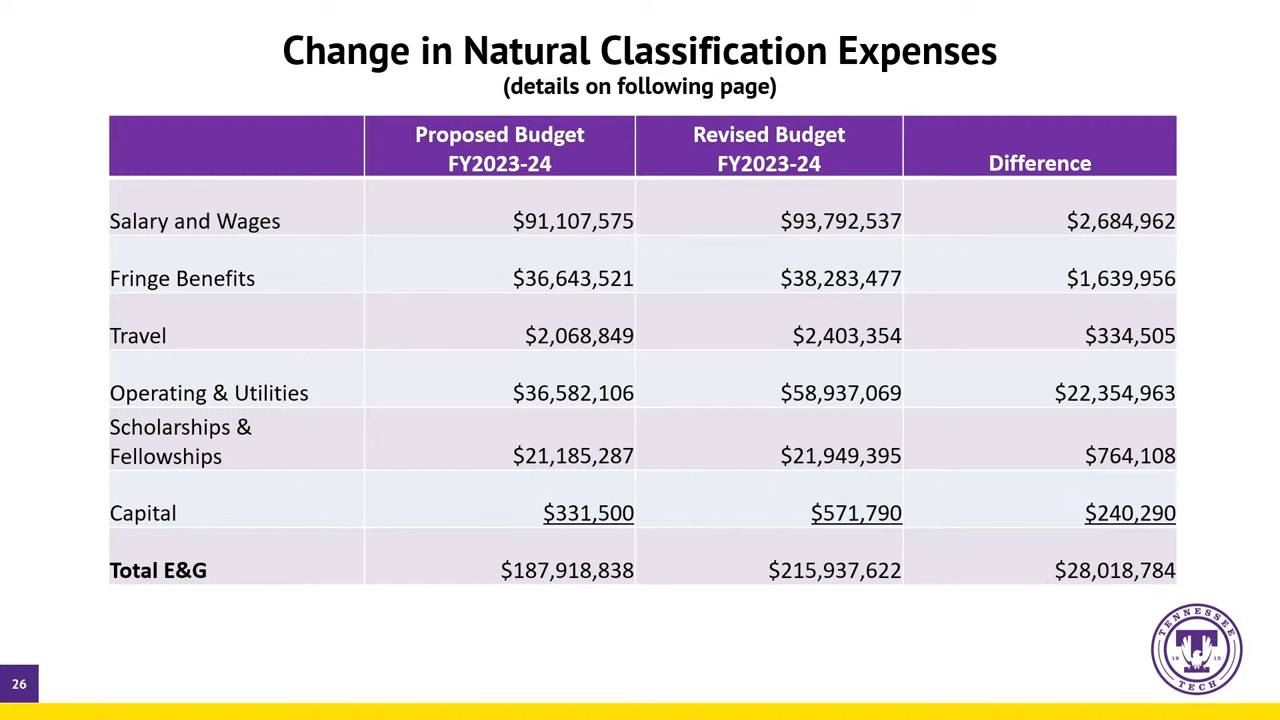 Change in Natural Classification Expenses
(details on following page)
Proposed Budget FY2023-24 Revised Budget FY2023-24 Difference
Salary and Wages $91,107,575 $93,792,537 $2,684,962
Fringe Benefits $36,643,521 $38,283,477 $1,639,956
Travel $2,068,849 $2,403,354 $334,505
Operating & Utilities $36,582,106 $58,937,069 $22,354,963
Scholarships &
Fellowships $21,185,287 $21,949,395 $764,108
Capital $331,500 $571,790 $240,290
Total E&G $187,918,838 $215,937,622 $28,018,784
TENNESSEE
T
19 15
TECH
26